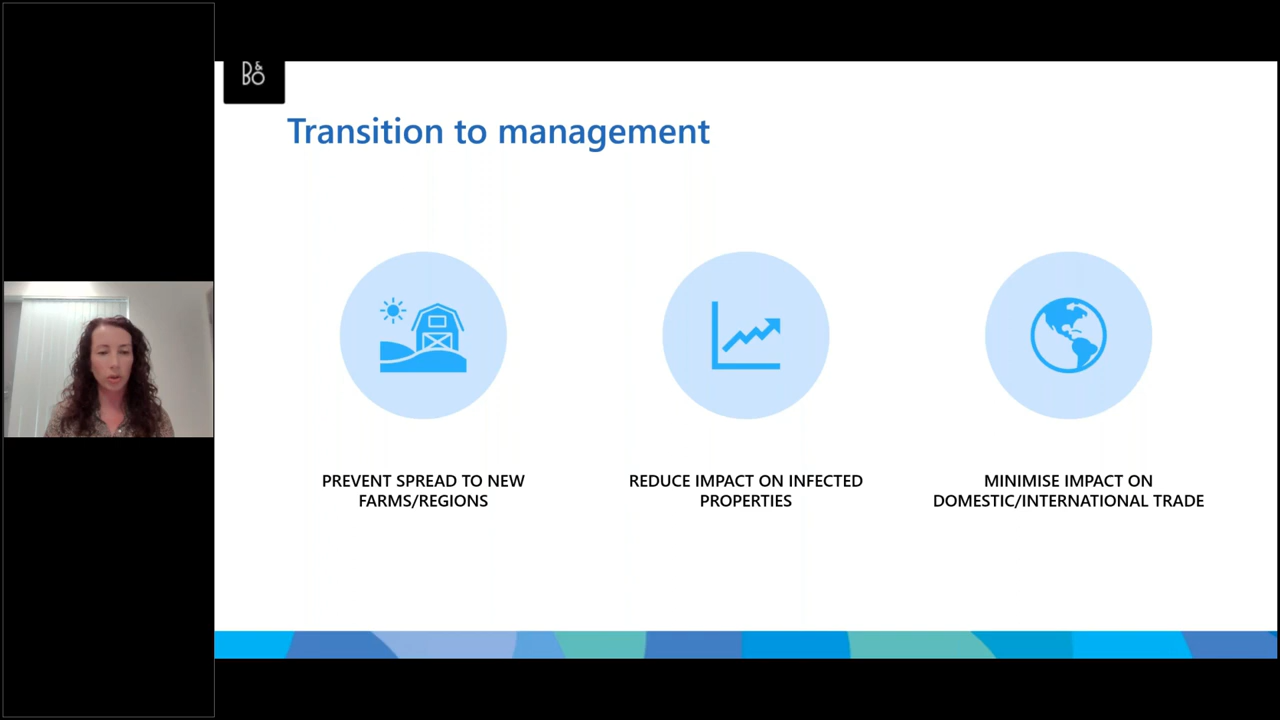 B&
BO
Transition to management
PREVENT SPREAD TO NEW
FARMS/REGIONS
REDUCE IMPACT ON INFECTED
PROPERTIES
MINIMISE IMPACT ON
DOMESTIC/INTERNATIONAL TRADE